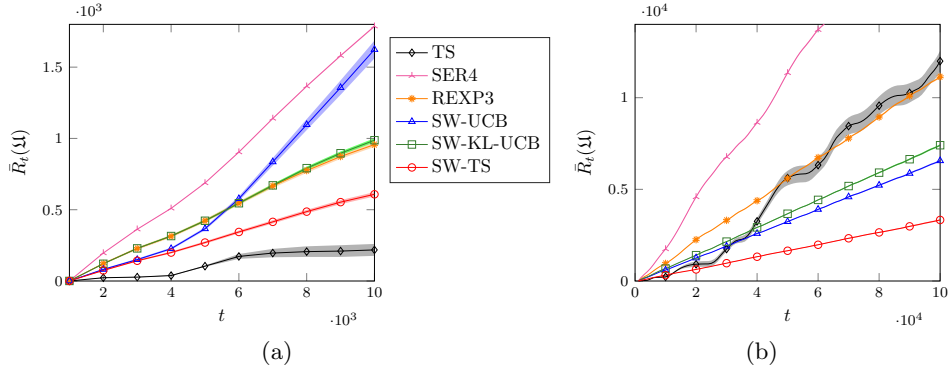 ·10³
1.5
1
0.5
0
2 4 6 8 10
·10³
t
R̄ₜ(𝔘)
(a)
TS
SER4
REXP3
SW-UCB
SW-KL-UCB
SW-TS
·10⁴
1
0.5
0
0 2 4 6 8 10
·10⁴
t
R̄ₜ(𝔘)
(b)